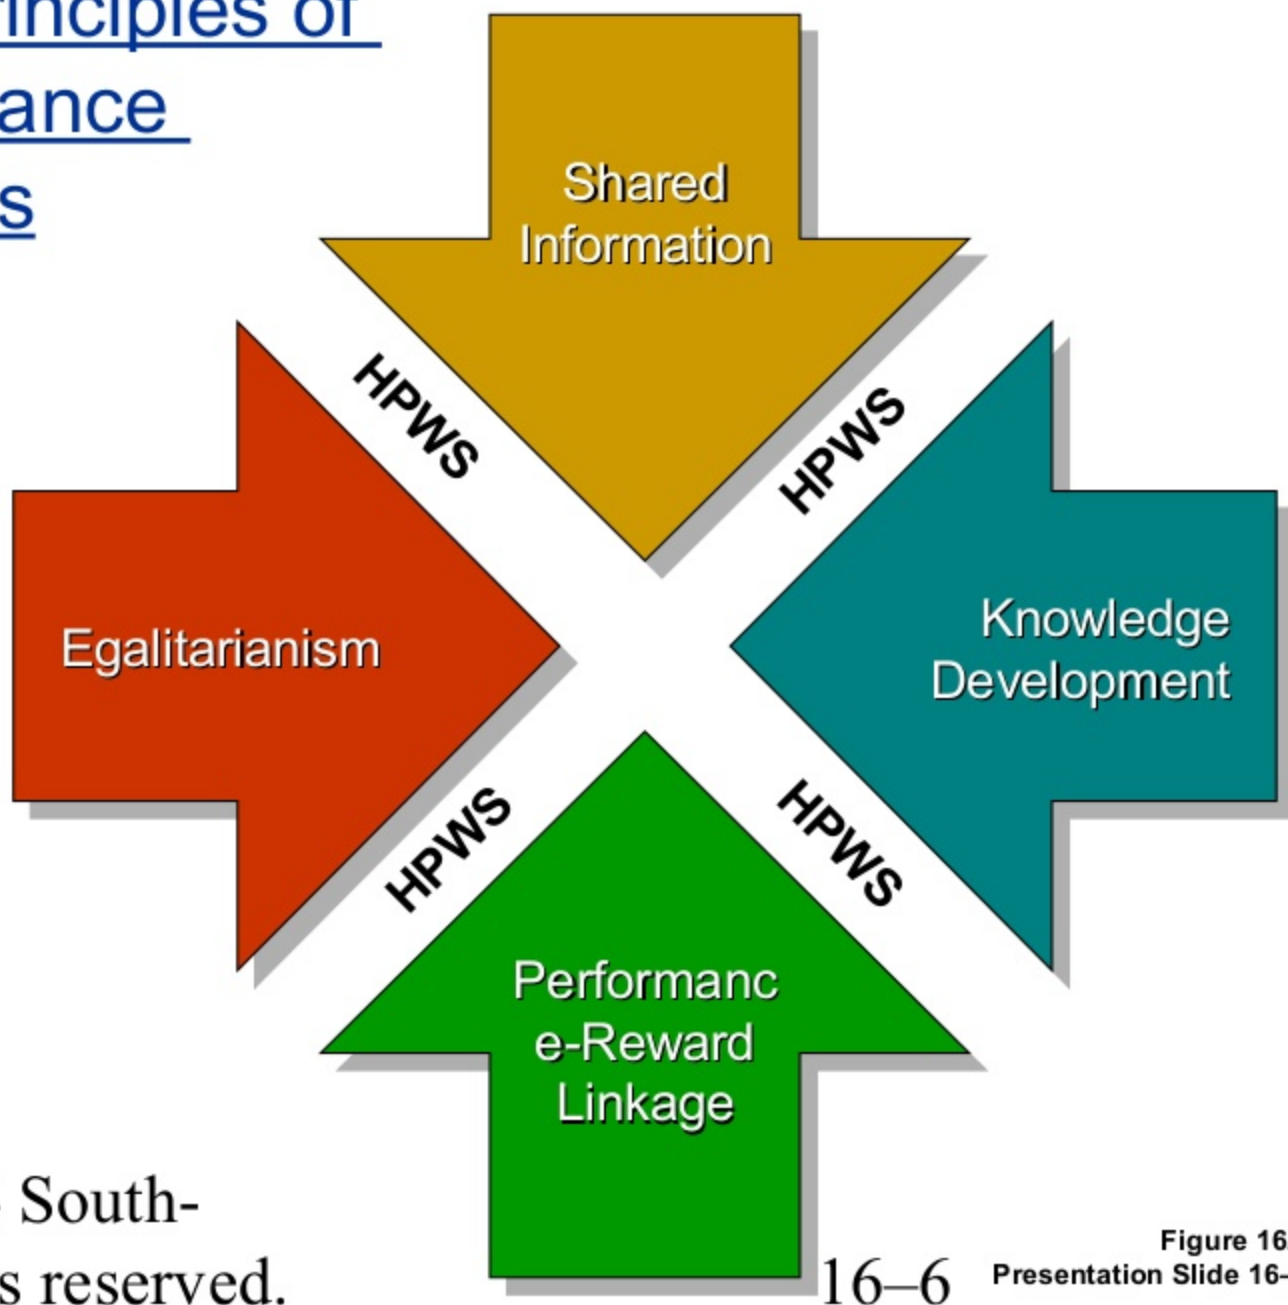 rinciples of
ance
s
Shared
Information
HPWS
HPWS
Egalitarianism
Knowledge
Development
HPWS
HPWS
Performanc
e-Reward
Linkage
South-
s reserved.
16–6
Figure 16
Presentation Slide 16–